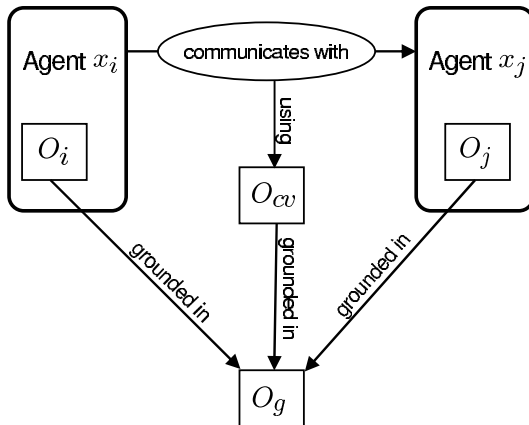 communicates with
Agent x_i
Agent x_j
using
O_i
O_j
O_cv
grounded in
grounded in
grounded in
O_g